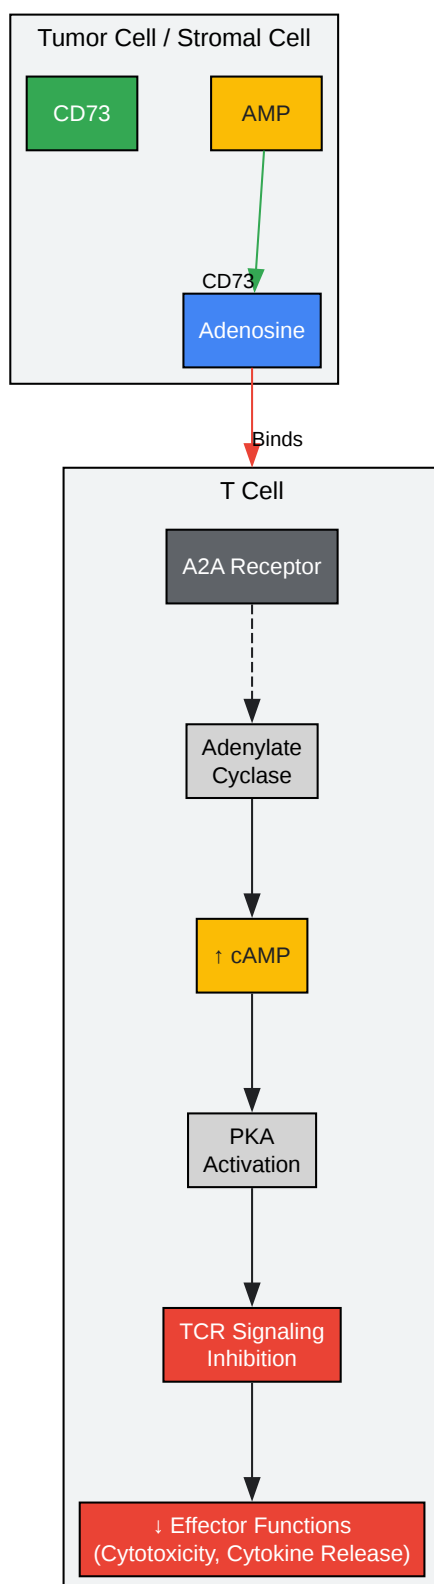 Tumor Cell / Stromal Cell
CD73
AMP
CD73
Adenosine
Binds
T Cell
A2A Receptor
Adenylate
Cyclase
↑ cAMP
PKA
Activation
TCR Signaling
Inhibition
↓ Effector Functions
(Cytotoxicity, Cytokine Release)